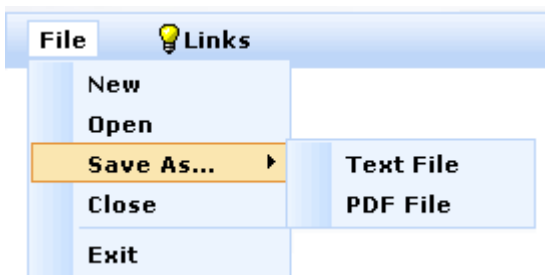 File Links
New
Open
Save As... Text File
Close PDF File
Exit